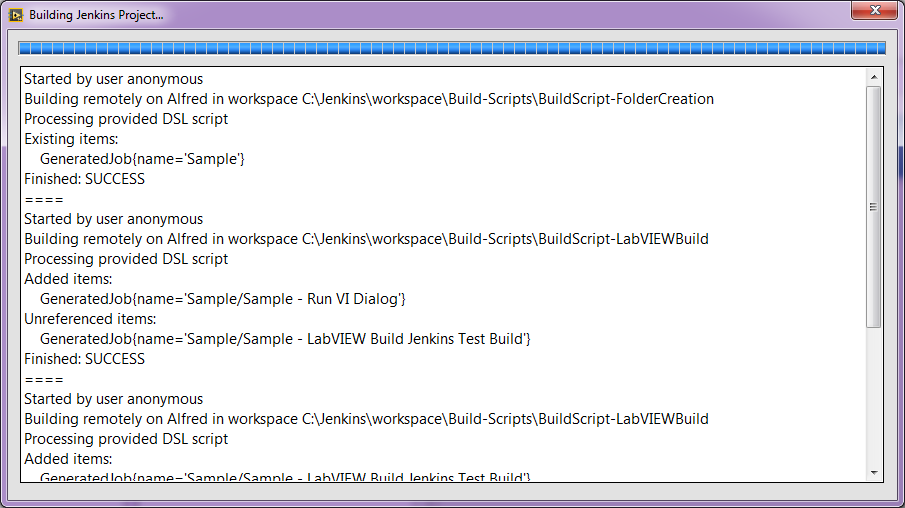 Building Jenkins Project...
Started by user anonymous
Building remotely on Alfred in workspace C:\Jenkins\workspace\Build-Scripts\BuildScript-FolderCreation
Processing provided DSL script
Existing items:
GeneratedJob{name='Sample'}
Finished: SUCCESS
====
Started by user anonymous
Building remotely on Alfred in workspace C:\Jenkins\workspace\Build-Scripts\BuildScript-LabVIEWBuild
Processing provided DSL script
Added items:
GeneratedJob{name='Sample/Sample - Run VI Dialog'}
Unreferenced items:
GeneratedJob{name='Sample/Sample - LabVIEW Build Jenkins Test Build'}
Finished: SUCCESS
====
Started by user anonymous
Building remotely on Alfred in workspace C:\Jenkins\workspace\Build-Scripts\BuildScript-LabVIEWBuild
Processing provided DSL script
Added items:
GeneratedJob{name='Sample/Sample - LabVIEW Build Jenkins Test Build'}